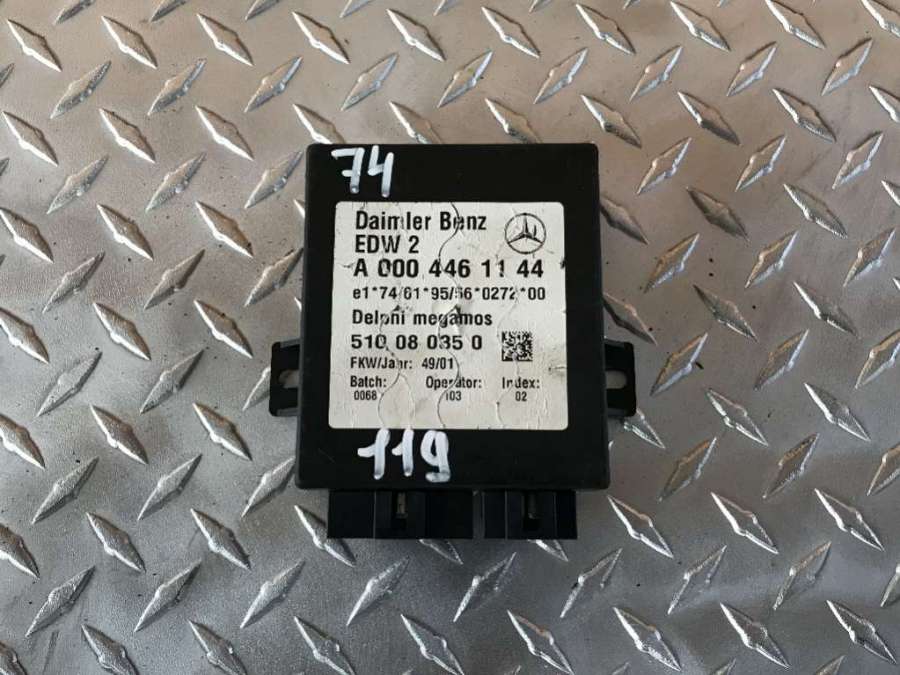 74
Daimler Benz
EDW 2
A 000 446 11 44
e1*74/61*95/56*0272*00
Delphi megamos
510 08 035 0
FKW/Jahr: 49/01
Batch: Operator: Index:
0068 103 02
119